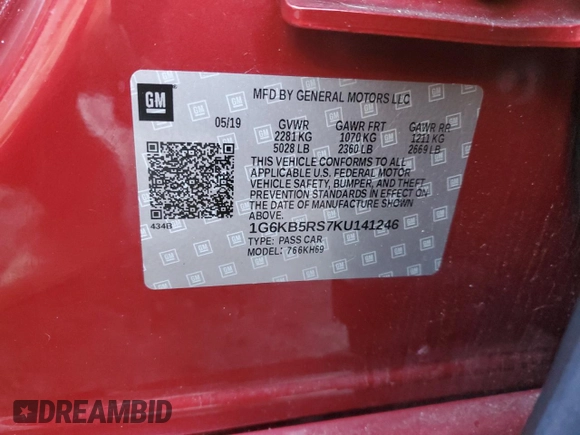 GM
MFD BY GENERAL MOTORS LLC
05/19 GVWR GAWR FRT GAWR RR
2281 KG 1070 KG 1211 KG
5028 LB 2360 LB 2669 LB
THIS VEHICLE CONFORMS TO ALL
APPLICABLE U.S. FEDERAL MOTOR
VEHICLE SAFETY, BUMPER, AND THEFT
PREVENTION STANDARDS IN EFFECT ON
THE DATE OF MANUFACTURE SHOWN
ABOVE.
434B
1G6KB5RS7KU141246
TYPE: PASS CAR
MODEL: 766KH69
DREAMBID